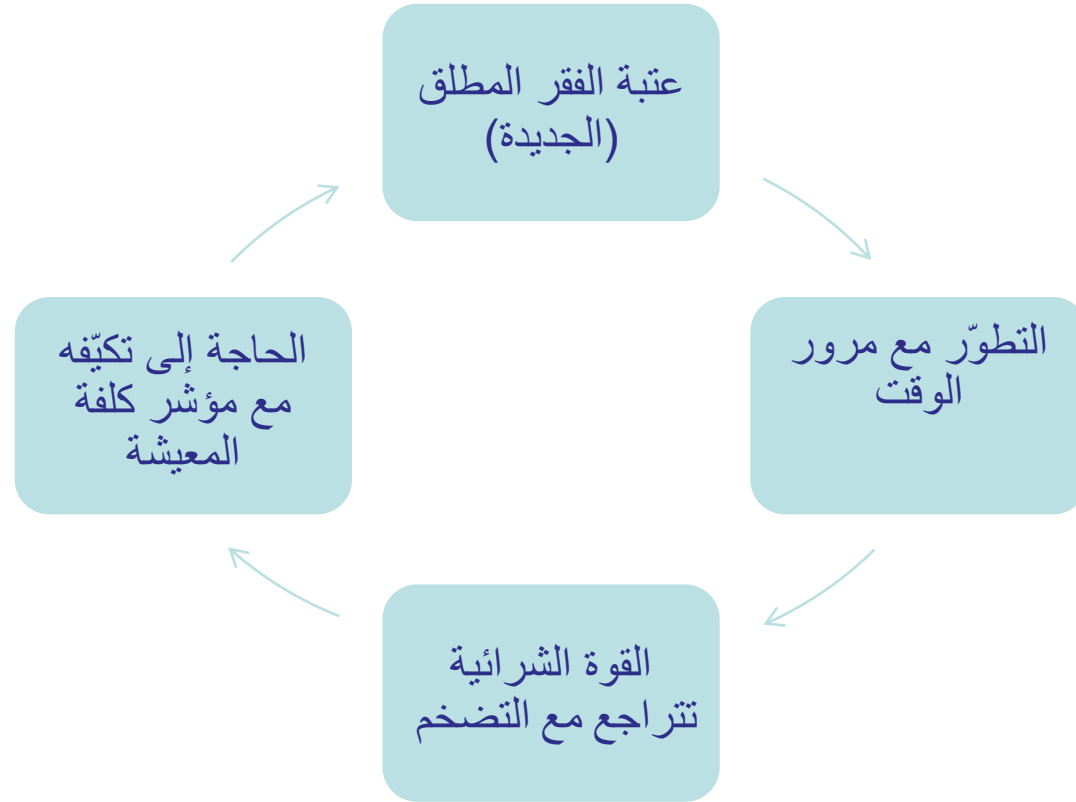 عتبة الفقر المطلق
(الجديدة)
التطوّر مع مرور
الوقت
القوة الشرائية
تتراجع مع التضخم
الحاجة إلى تكيّفه
مع مؤشر كلفة
المعيشة